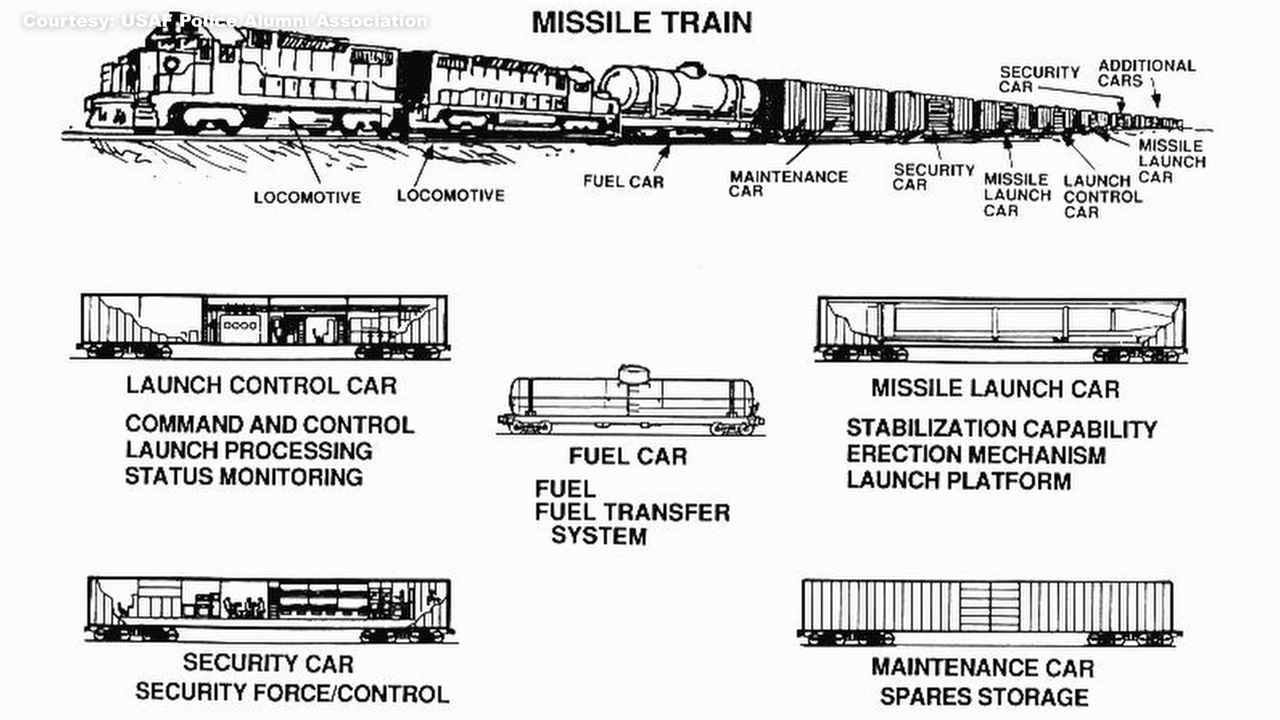 Courtesy: USAF Police Alumni Association
MISSILE TRAIN
SECURITY
CAR
ADDITIONAL
CARS
LOCOMOTIVE
LOCOMOTIVE
FUEL CAR
MAINTENANCE
CAR
SECURITY
CAR
MISSILE
LAUNCH
CAR
LAUNCH
CONTROL
CAR
MISSILE
LAUNCH
CAR
LAUNCH CONTROL CAR
COMMAND AND CONTROL
LAUNCH PROCESSING
STATUS MONITORING
FUEL CAR
FUEL
FUEL TRANSFER
SYSTEM
MISSILE LAUNCH CAR
STABILIZATION CAPABILITY
ERECTION MECHANISM
LAUNCH PLATFORM
SECURITY CAR
SECURITY FORCE/CONTROL
MAINTENANCE CAR
SPARES STORAGE